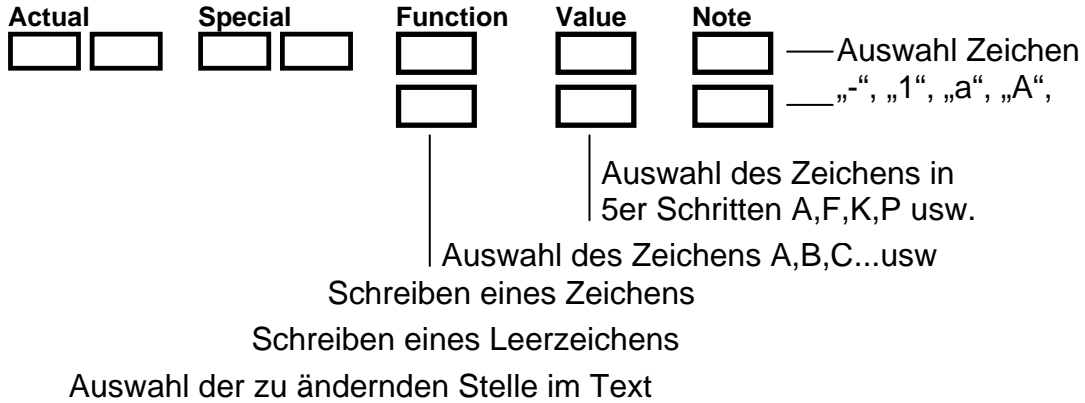 Actual Special Function Value Note
Auswahl Zeichen
„-“, „1“, „a“, „A“,
Auswahl des Zeichens in
5er Schritten A,F,K,P usw.
Auswahl des Zeichens A,B,C...usw
Schreiben eines Zeichens
Schreiben eines Leerzeichens
Auswahl der zu ändernden Stelle im Text